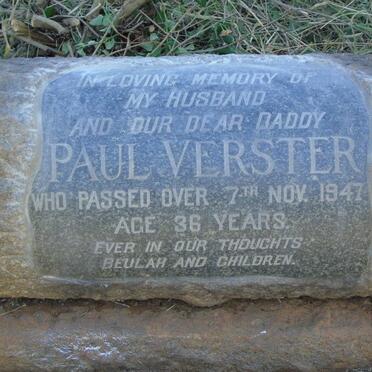 IN LOVING MEMORY OF
MY HUSBAND
AND OUR DEAR DADDY
PAUL VERSTER
WHO PASSED OVER 7TH NOV. 1947
AGE 36 YEARS.
EVER IN OUR THOUGHTS
BEULAH AND CHILDREN.